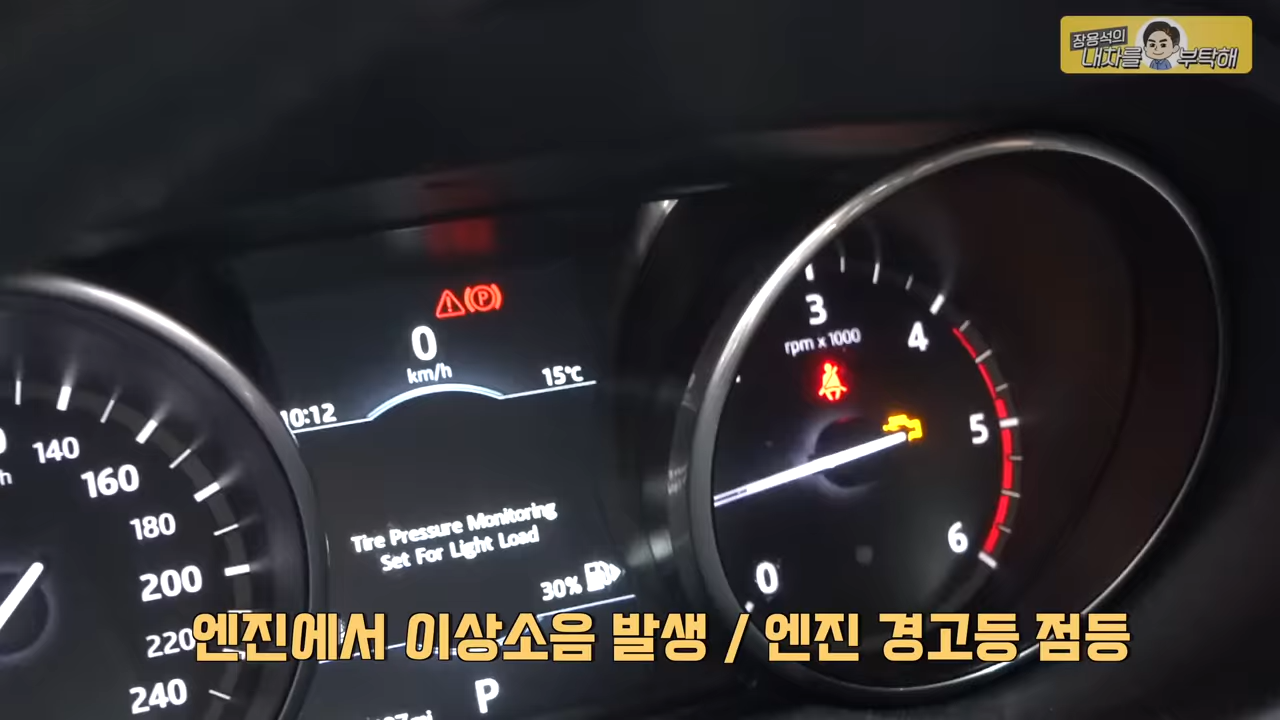 장용석의
내차를 부탁해
0
km/h
10:12
15°C
Tire Pressure Monitoring
Set For Light Load
30%
P
140
160
180
200
220
240
3
rpm x 1000
4
5
6
0
엔진에서 이상소음 발생 / 엔진 경고등 점등